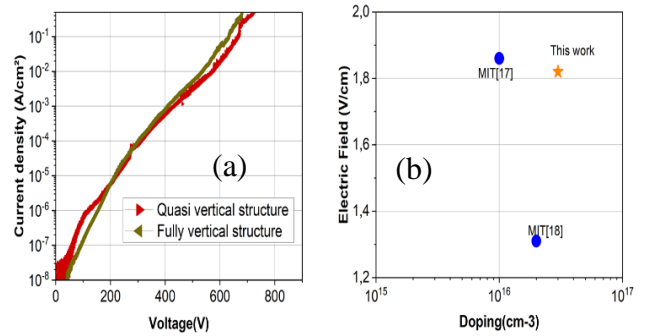 Current density (A/cm²)
10⁻¹
10⁻²
10⁻³
10⁻⁴
10⁻⁵
10⁻⁶
10⁻⁷
10⁻⁸
(a)
Quasi vertical structure
Fully vertical structure
0 200 400 600 800
Voltage(V)
Electric Field (V/cm)
2,0
1,8
1,6
1,4
1,2
This work
MIT[17]
(b)
MIT[18]
10¹⁵ 10¹⁶ 10¹⁷
Doping(cm-3)